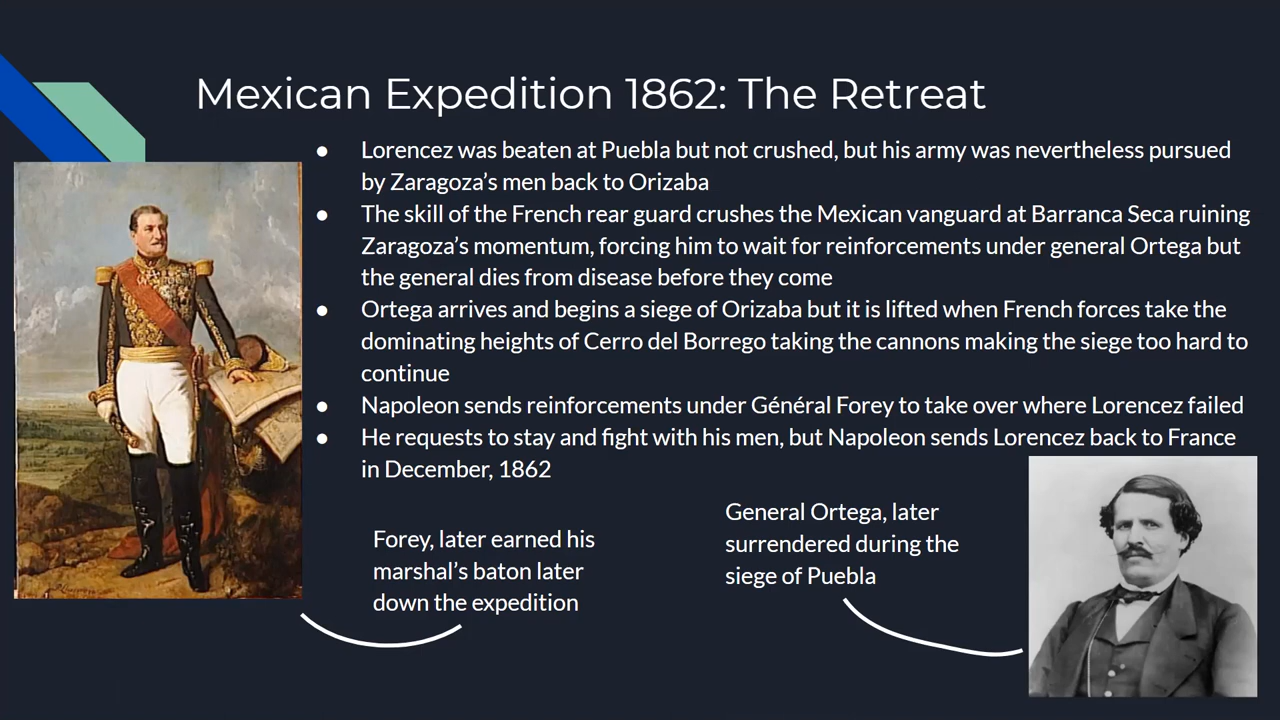 Mexican Expedition 1862: The Retreat
● Lorencez was beaten at Puebla but not crushed, but his army was nevertheless pursued
by Zaragoza's men back to Orizaba
● The skill of the French rear guard crushes the Mexican vanguard at Barranca Seca ruining
Zaragoza's momentum, forcing him to wait for reinforcements under general Ortega but
the general dies from disease before they come
● Ortega arrives and begins a siege of Orizaba but it is lifted when French forces take the
dominating heights of Cerro del Borrego taking the cannons making the siege too hard to
continue
● Napoleon sends reinforcements under Général Forey to take over where Lorencez failed
● He requests to stay and fight with his men, but Napoleon sends Lorencez back to France
in December, 1862
Forey, later earned his
marshal's baton later
down the expedition
General Ortega, later
surrendered during the
siege of Puebla